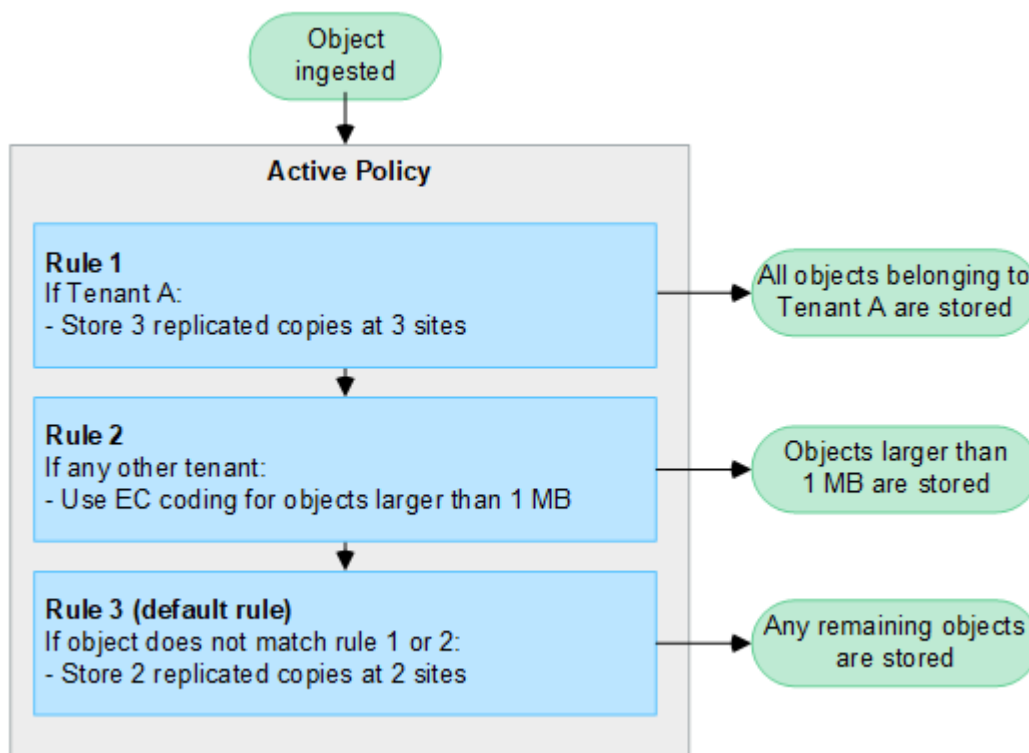 Object
ingested
Active Policy
Rule 1
If Tenant A:
- Store 3 replicated copies at 3 sites
All objects belonging to
Tenant A are stored
Rule 2
If any other tenant:
- Use EC coding for objects larger than 1 MB
Objects larger than
1 MB are stored
Rule 3 (default rule)
If object does not match rule 1 or 2:
- Store 2 replicated copies at 2 sites
Any remaining objects
are stored